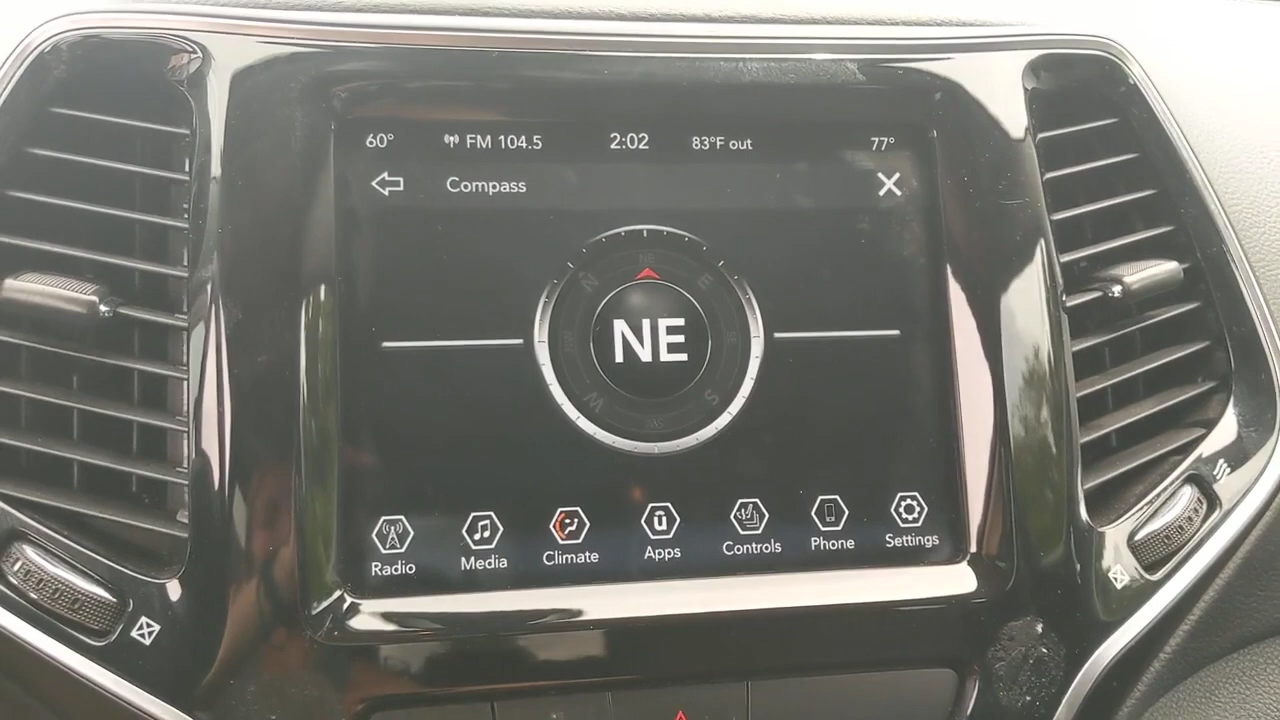 60° FM 104.5 2:02 83°F out 77°
Compass
NE
N E
NE
W S
SW
Radio Media Climate Apps Controls Phone Settings